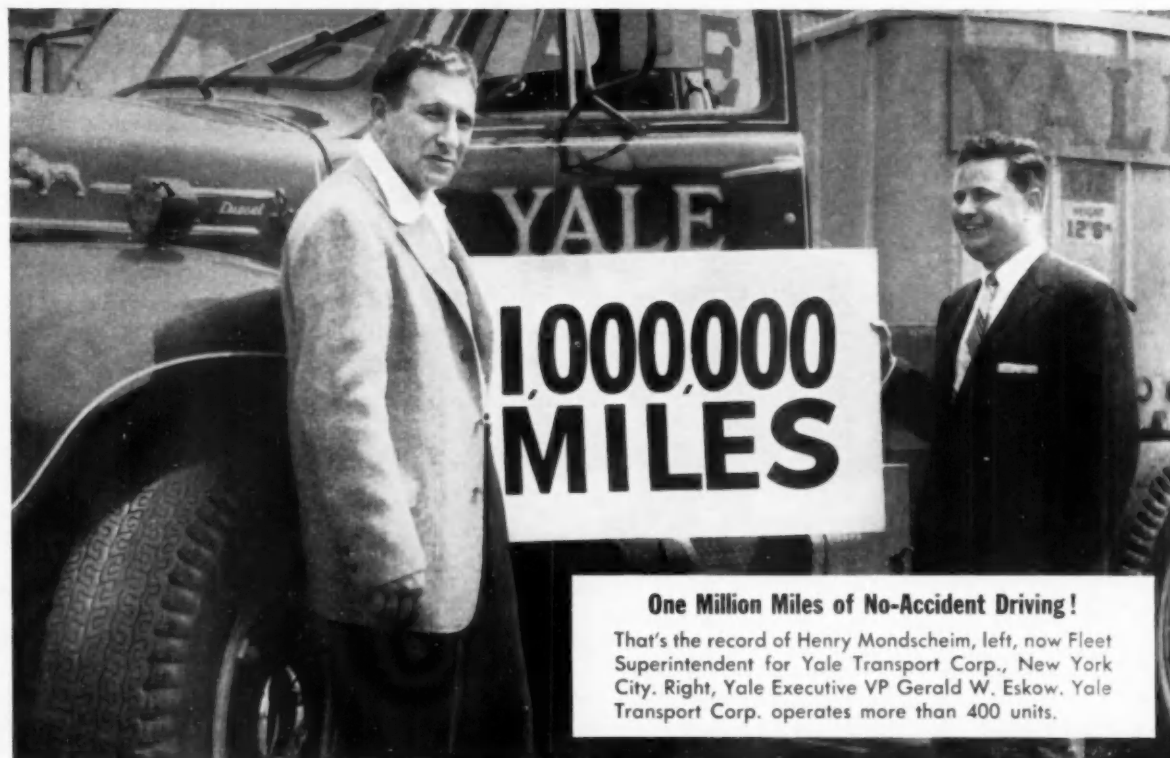 YALE
YALE
Diesel
YALE
HEIGHT
12'6"
1,000,000
MILES
One Million Miles of No-Accident Driving!
That's the record of Henry Mondscheim, left, now Fleet
Superintendent for Yale Transport Corp., New York
City. Right, Yale Executive VP Gerald W. Eskow. Yale
Transport Corp. operates more than 400 units.